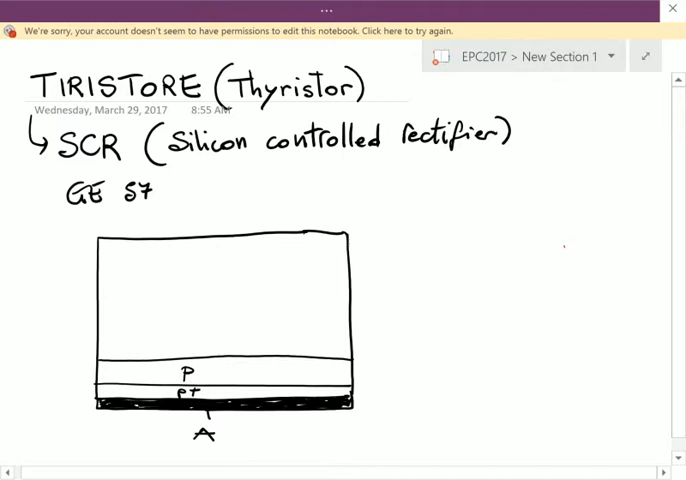 ...
We're sorry, your account doesn't seem to have permissions to edit this notebook. Click here to try again.
EPC2017 > New Section 1
TIRISTORE (Thyristor)
Wednesday, March 29, 2017 8:55 AM
↳ SCR (Silicon controlled rectifier)
GE 57
P
P+
A